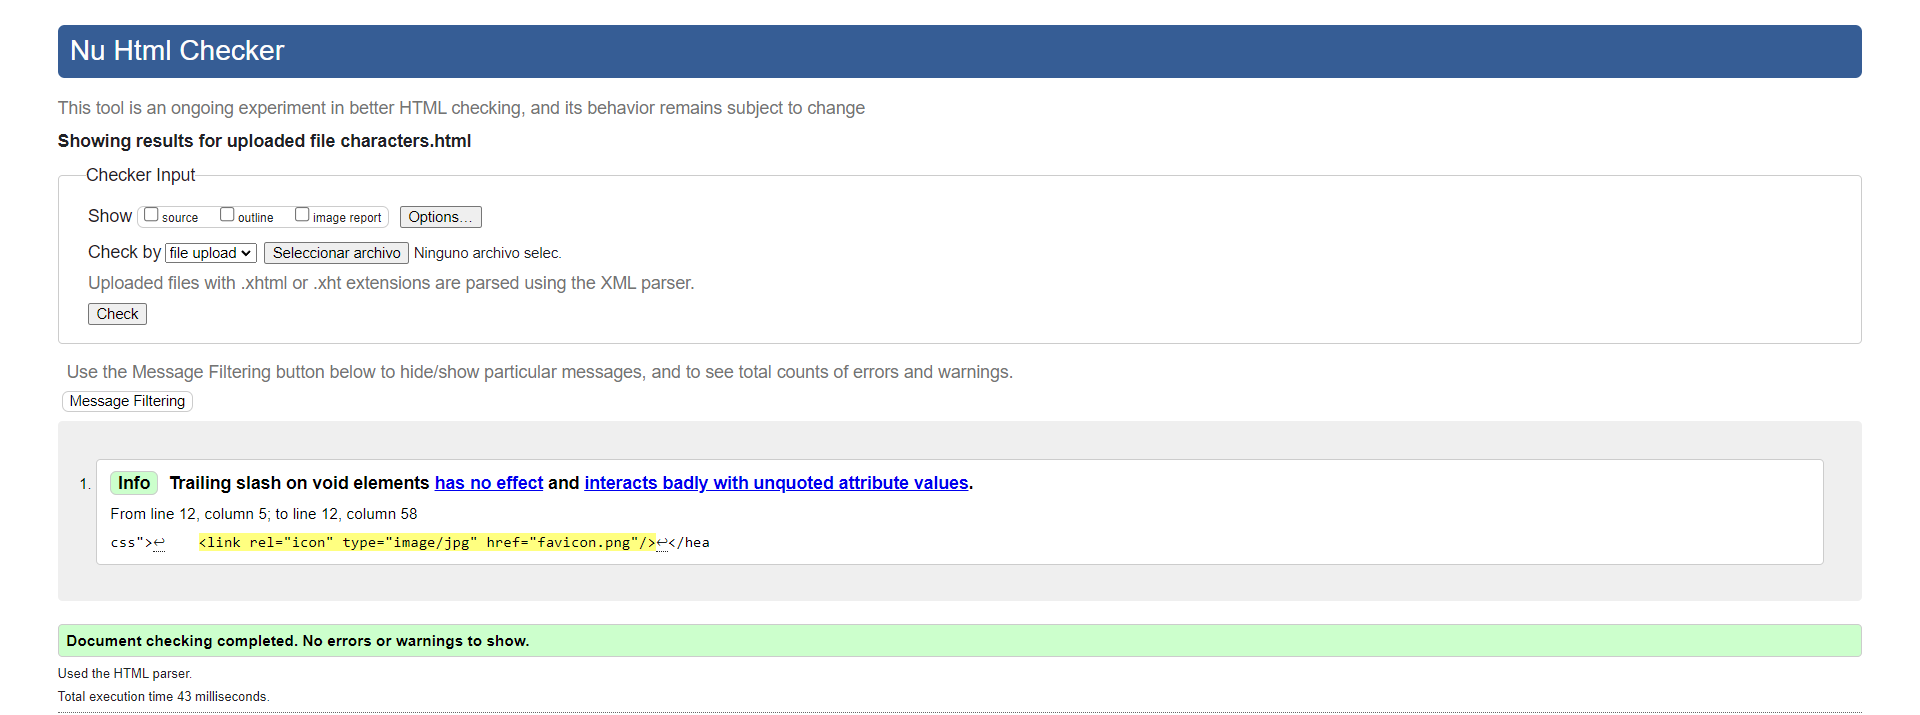 Nu Html Checker
This tool is an ongoing experiment in better HTML checking, and its behavior remains subject to change
Showing results for uploaded file characters.html
Checker Input
Show source outline image report Options...
Check by file upload Seleccionar archivo Ninguno archivo selec.
Uploaded files with .xhtml or .xht extensions are parsed using the XML parser.
Check
Use the Message Filtering button below to hide/show particular messages, and to see total counts of errors and warnings.
Message Filtering
1. Info Trailing slash on void elements has no effect and interacts badly with unquoted attribute values.
From line 12, column 5; to line 12, column 58
css">↩    <link rel="icon" type="image/jpg" href="favicon.png"/>↩</hea
Document checking completed. No errors or warnings to show.
Used the HTML parser.
Total execution time 43 milliseconds.